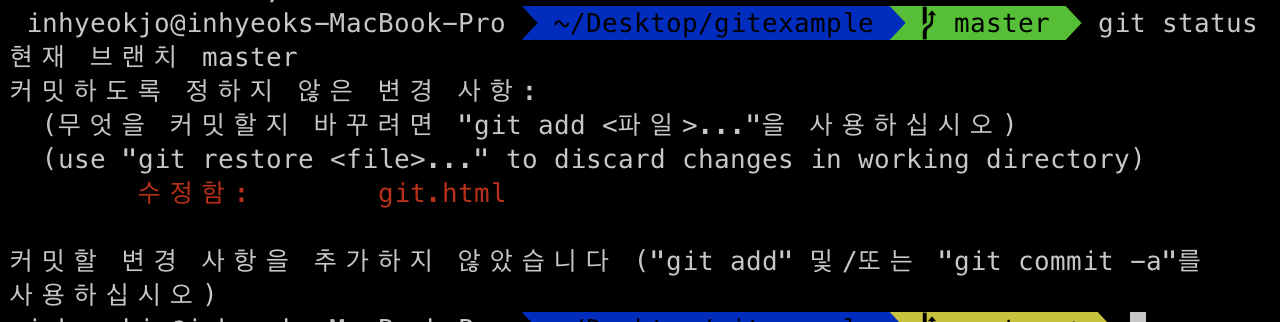 inhyeokjo@inhyeoks-MacBook-Pro ~/Desktop/gitexample master git status
현재 브랜치 master
커밋하도록 정하지 않은 변경 사항:
(무엇을 커밋할지 바꾸려면 "git add <파일>..."을 사용하십시오)
(use "git restore <file>..." to discard changes in working directory)
수정함: git.html
커밋할 변경 사항을 추가하지 않았습니다 ("git add" 및/또는 "git commit -a"를
사용하십시오)